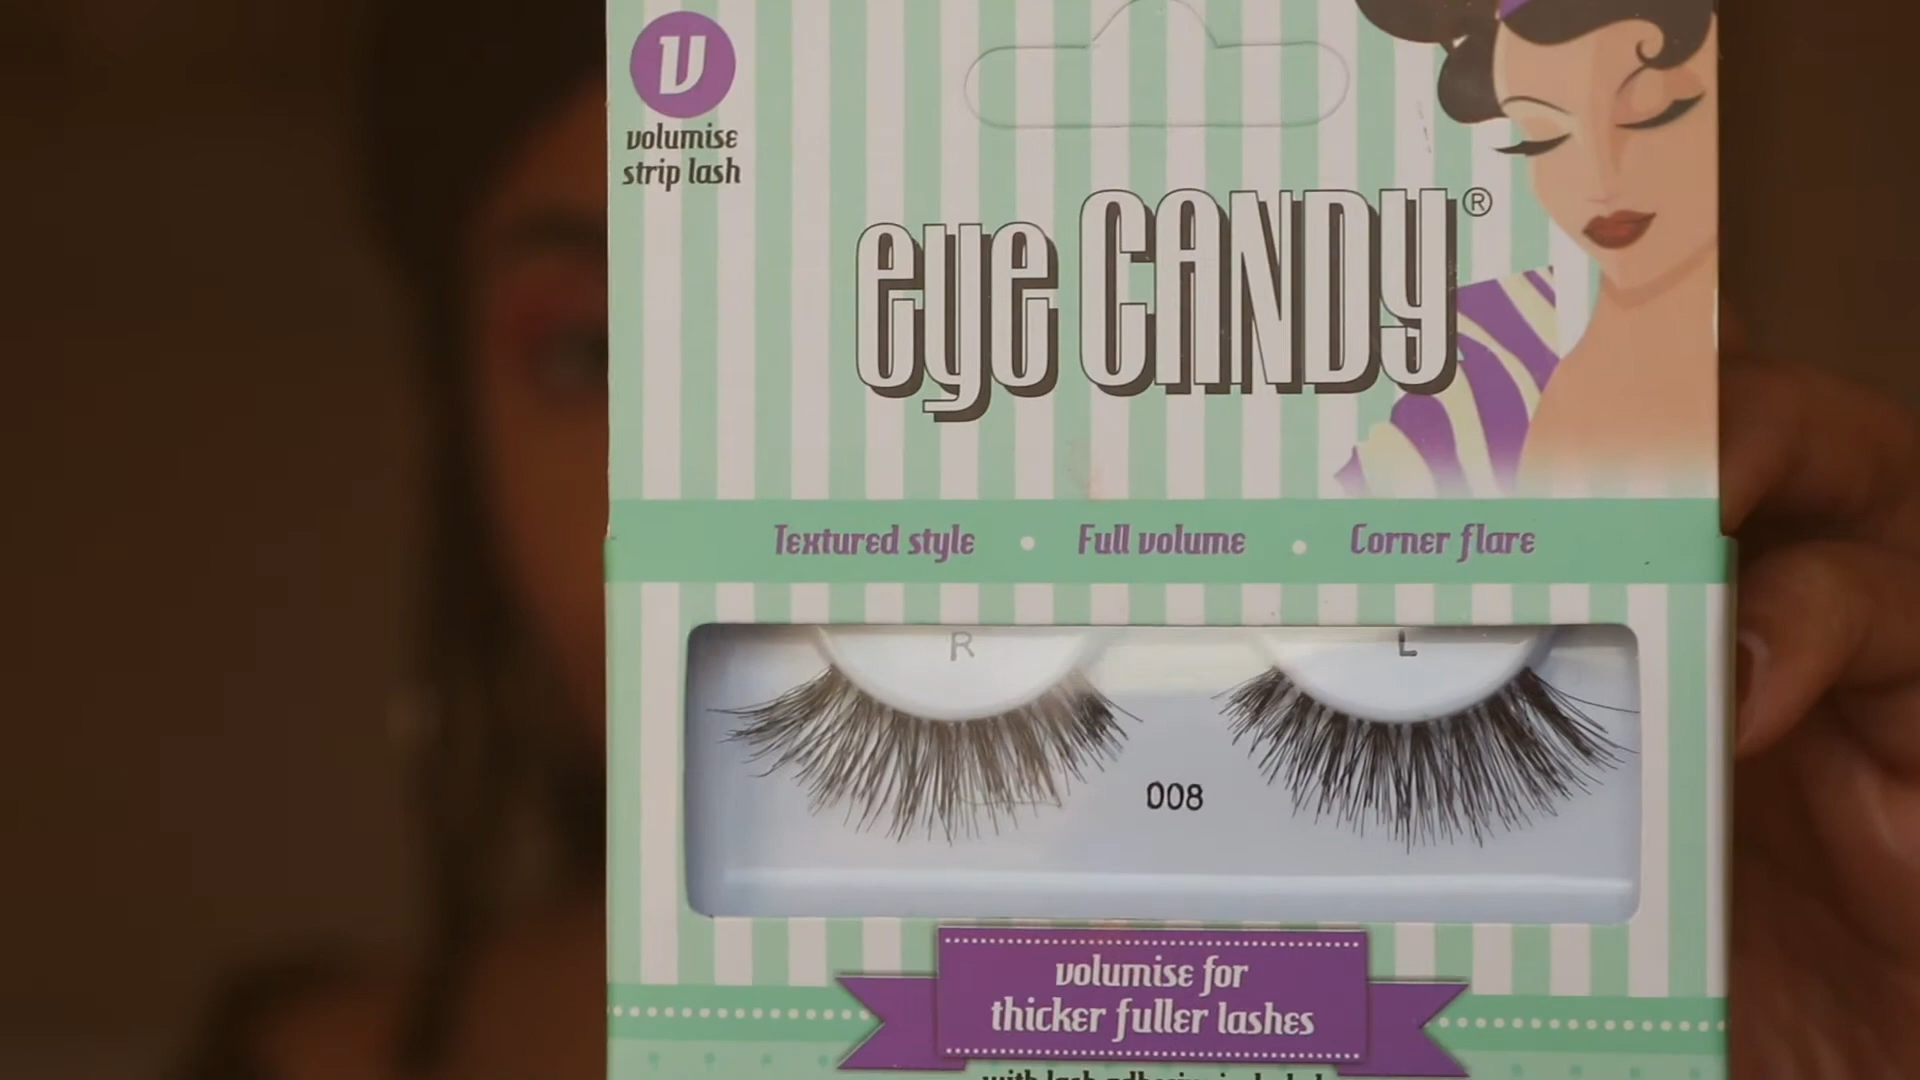 V
volumise
strip lash
eye CANDY®
Textured style • Full volume • Corner flare
R L
008
volumise for
thicker fuller lashes